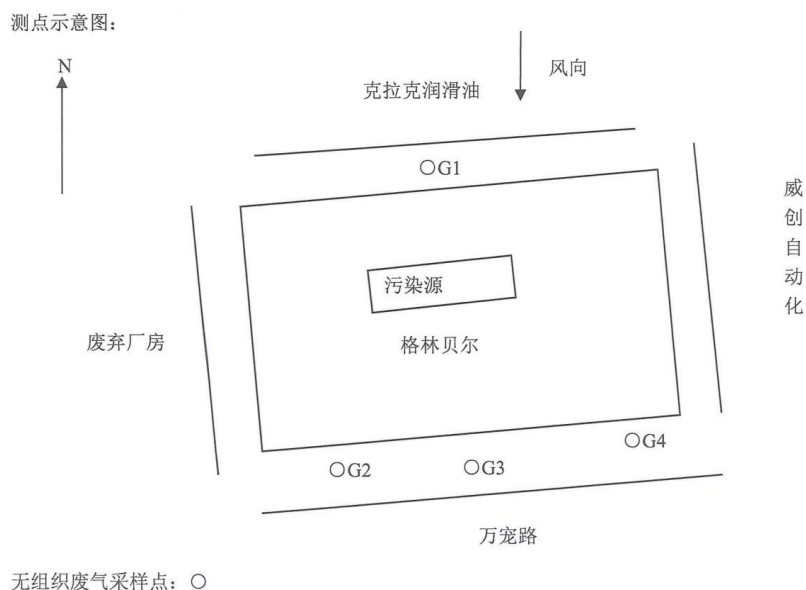 测点示意图：
N
风向
克拉克润滑油
○G1
威创自动化
污染源
废弃厂房
格林贝尔
○G4
○G2
○G3
万宠路
无组织废气采样点：○